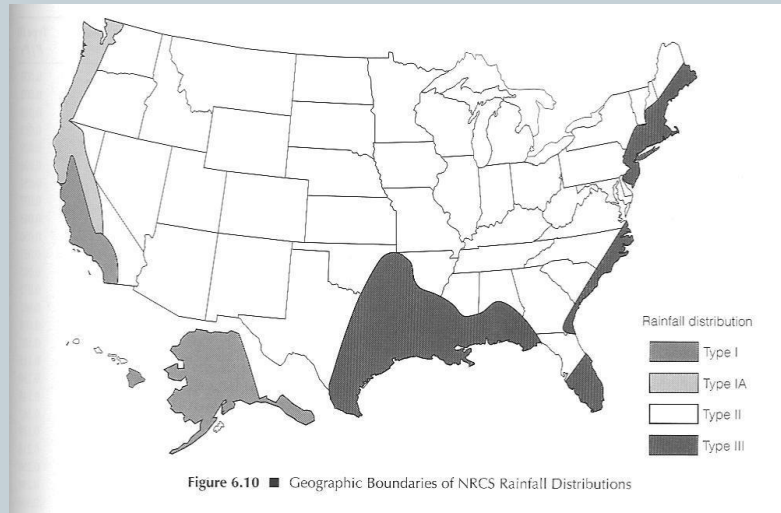 Rainfall distribution
Type I
Type IA
Type II
Type III
Figure 6.10 ■ Geographic Boundaries of NRCS Rainfall Distributions